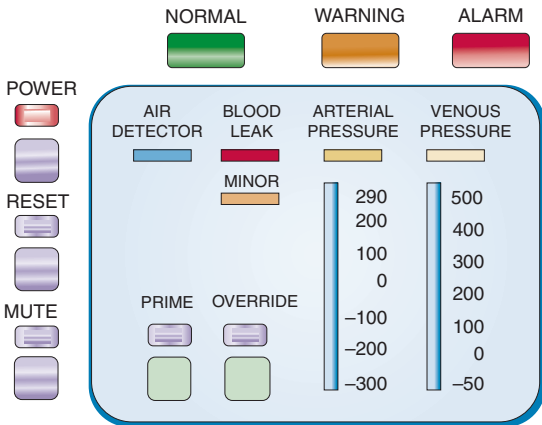 NORMAL
WARNING
ALARM
POWER
RESET
MUTE
AIR
DETECTOR
BLOOD
LEAK
MINOR
ARTERIAL
PRESSURE
VENOUS
PRESSURE
290
200
100
0
–100
–200
–300
500
400
300
200
100
0
–50
PRIME
OVERRIDE